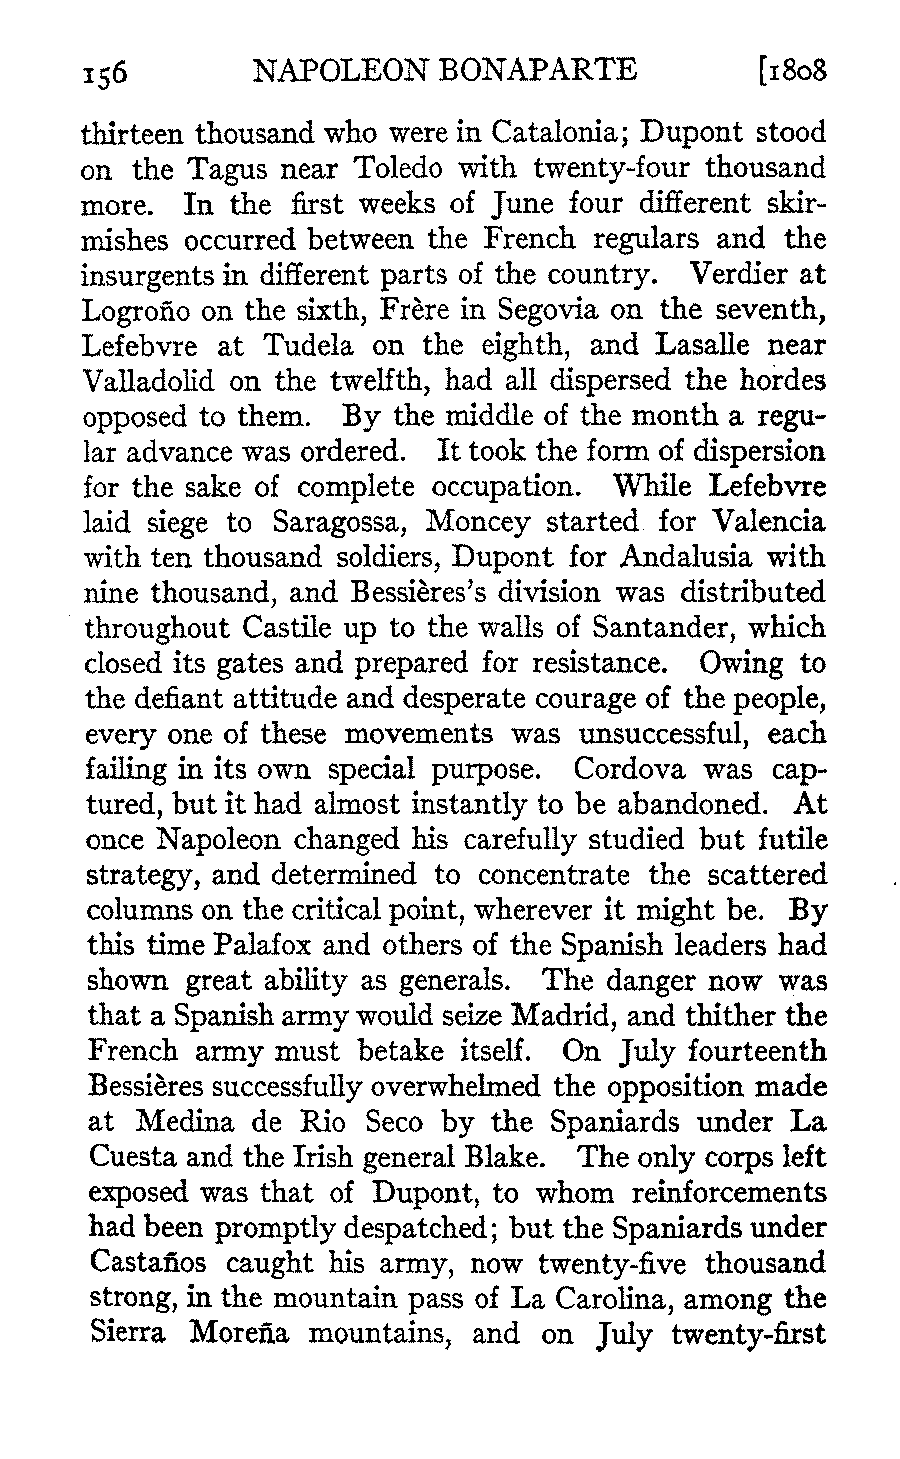 156 NAPOLEON BONAPARTE [1808
thirteen thousand who were in Catalonia; Dupont stood
on the Tagus near Toledo with twenty-four thousand
more. In the first weeks of June four different skir-
mishes occurred between the French regulars and the
insurgents in different parts of the country. Verdier at
Logroño on the sixth, Frère in Segovia on the seventh,
Lefebvre at Tudela on the eighth, and Lasalle near
Valladolid on the twelfth, had all dispersed the hordes
opposed to them. By the middle of the month a regu-
lar advance was ordered. It took the form of dispersion
for the sake of complete occupation. While Lefebvre
laid siege to Saragossa, Moncey started for Valencia
with ten thousand soldiers, Dupont for Andalusia with
nine thousand, and Bessières's division was distributed
throughout Castile up to the walls of Santander, which
closed its gates and prepared for resistance. Owing to
the defiant attitude and desperate courage of the people,
every one of these movements was unsuccessful, each
failing in its own special purpose. Cordova was cap-
tured, but it had almost instantly to be abandoned. At
once Napoleon changed his carefully studied but futile
strategy, and determined to concentrate the scattered
columns on the critical point, wherever it might be. By
this time Palafox and others of the Spanish leaders had
shown great ability as generals. The danger now was
that a Spanish army would seize Madrid, and thither the
French army must betake itself. On July fourteenth
Bessières successfully overwhelmed the opposition made
at Medina de Rio Seco by the Spaniards under La
Cuesta and the Irish general Blake. The only corps left
exposed was that of Dupont, to whom reinforcements
had been promptly despatched; but the Spaniards under
Castaños caught his army, now twenty-five thousand
strong, in the mountain pass of La Carolina, among the
Sierra Moreña mountains, and on July twenty-first